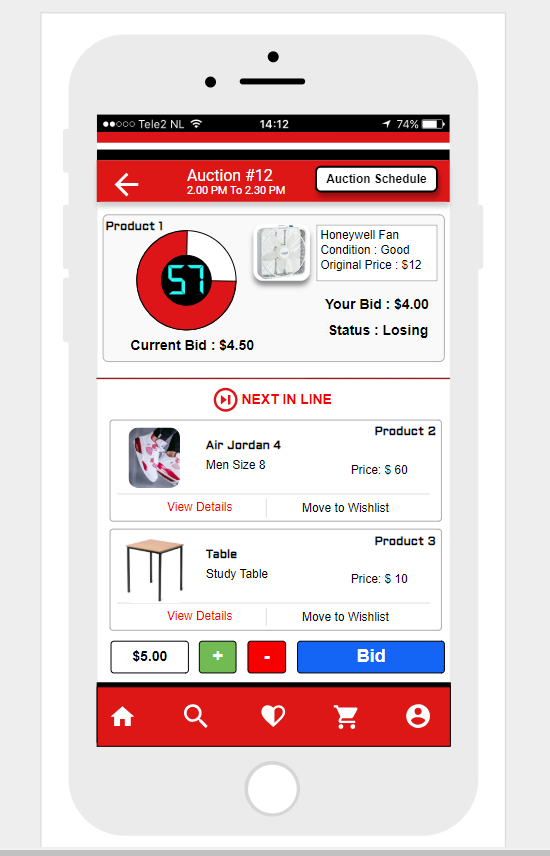 Tele2 NL 14:12 74%
Auction #12
2.00 PM To 2.30 PM
Auction Schedule
Product 1
57
Honeywell Fan
Condition : Good
Original Price : $12
Your Bid : $4.00
Status : Losing
Current Bid : $4.50
NEXT IN LINE
Product 2
Air Jordan 4
Men Size 8
Price: $ 60
View Details Move to Wishlist
Product 3
Table
Study Table
Price: $ 10
View Details Move to Wishlist
$5.00 + - Bid